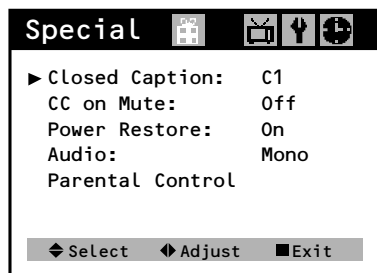 Special
▶ Closed Caption: C1
CC on Mute: Off
Power Restore: On
Audio: Mono
Parental Control
Select Adjust Exit